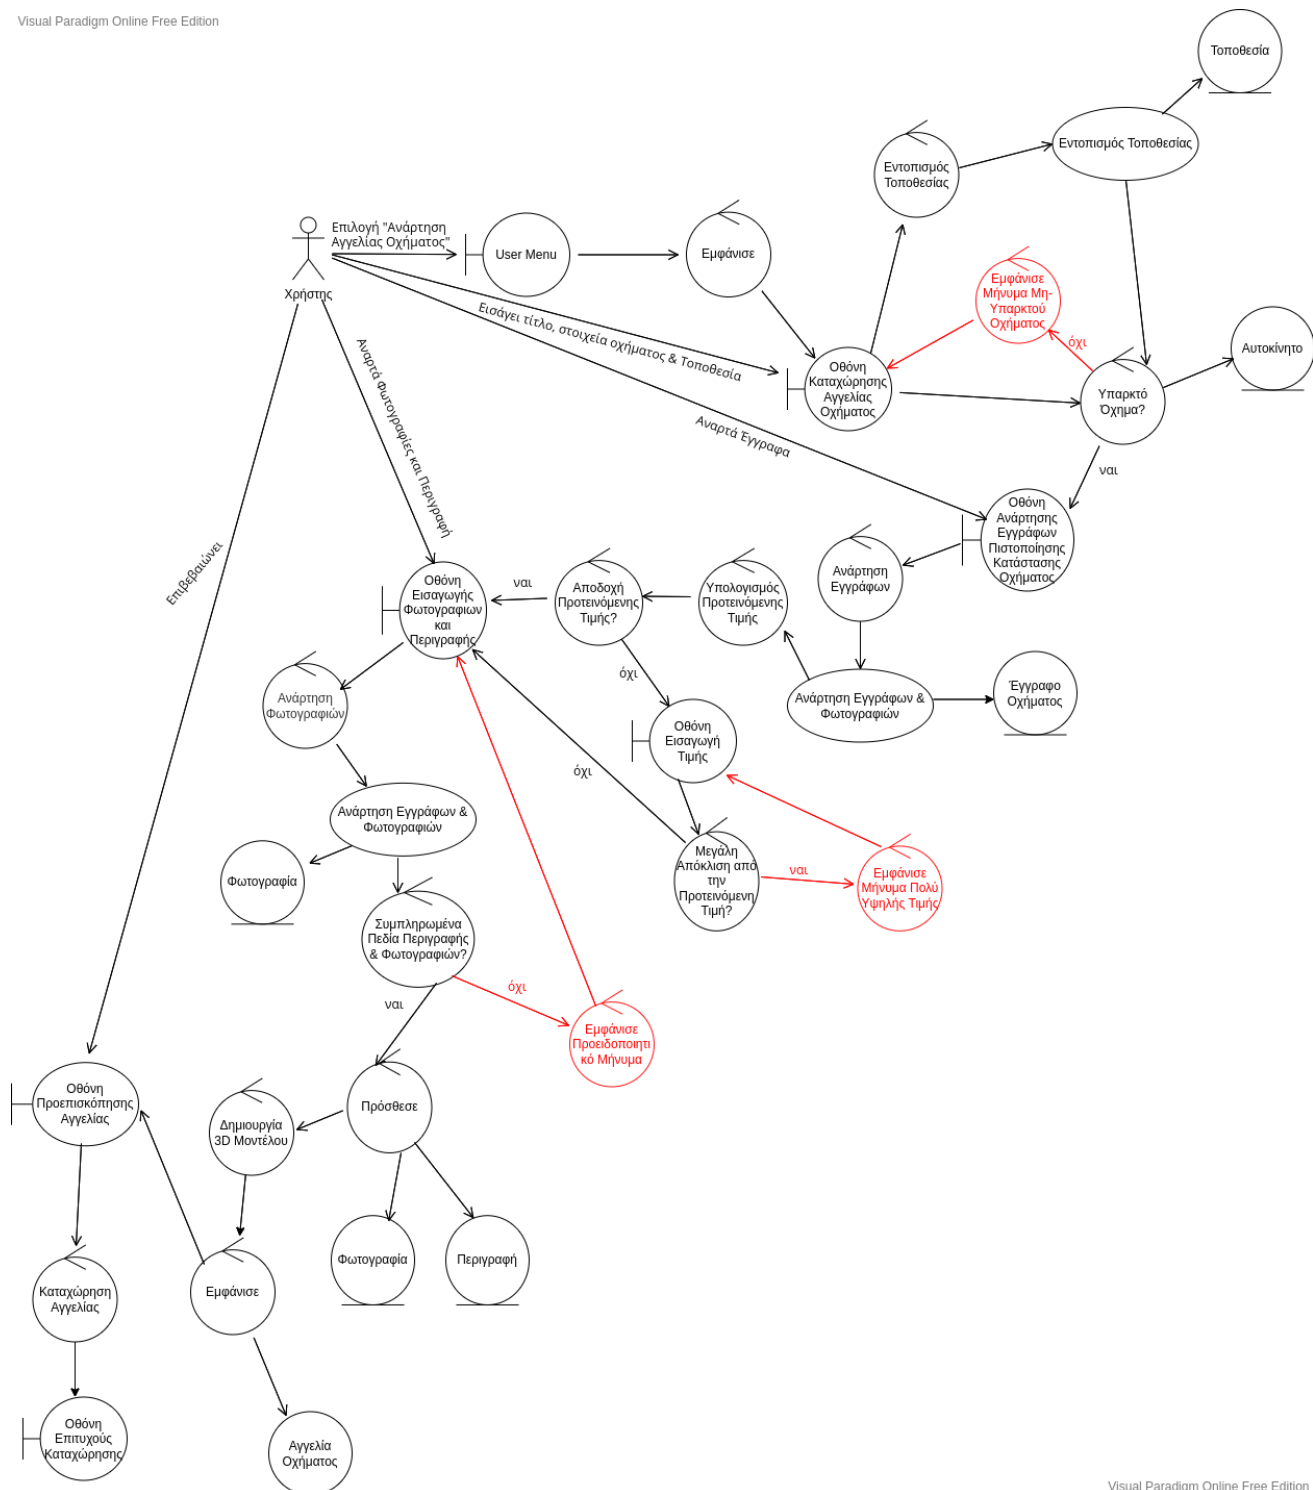 Visual Paradigm Online Free Edition
Τοποθεσία
Εντοπισμός Τοποθεσίας
Εντοπισμός
Τοποθεσίας
Επιλογή "Ανάρτηση
Αγγελίας Οχήματος"
User Menu
Εμφάνισε
Χρήστης
Εμφάνισε
Μήνυμα Μη-
Υπαρκτού
Οχήματος
όχι
Αυτοκίνητο
Εισάγει τίτλο, στοιχεία οχήματος & Τοποθεσία
Οθόνη
Καταχώρησης
Αγγελίας
Οχήματος
Υπαρκτό
Όχημα?
Αναρτά Φωτογραφίες και Περιγραφή
Αναρτά Έγγραφα
ναι
Οθόνη
Ανάρτησης
Εγγράφων
Πιστοποίησης
Κατάστασης
Οχήματος
Επιβεβαιώνει
Οθόνη
Εισαγωγής
Φωτογραφιων
και
Περιγραφής
ναι
Αποδοχή
Προτεινόμενης
Τιμής?
Υπολογισμός
Προτεινόμενης
Τιμής
Ανάρτηση
Εγγράφων
όχι
Ανάρτηση
Φωτογραφιών
Ανάρτηση Εγγράφων &
Φωτογραφιών
Έγγραφο
Οχήματος
Οθόνη
Εισαγωγή
Τιμής
όχι
Ανάρτηση Εγγράφων &
Φωτογραφιών
Φωτογραφία
Μεγάλη
Απόκλιση από
την
Προτεινόμενη
Τιμή?
ναι
Εμφάνισε
Μήνυμα Πολύ
Υψηλής Τιμής
Συμπληρωμένα
Πεδία Περιγραφής
& Φωτογραφιών?
όχι
ναι
Εμφάνισε
Προειδοποιητι
κό Μήνυμα
Οθόνη
Προεπισκόπησης
Αγγελίας
Δημιουργία
3D Μοντέλου
Πρόσθεσε
Φωτογραφία
Περιγραφή
Καταχώρηση
Αγγελίας
Εμφάνισε
Οθόνη
Επιτυχούς
Καταχώρησης
Αγγελία
Οχήματος
Visual Paradigm Online Free Edition